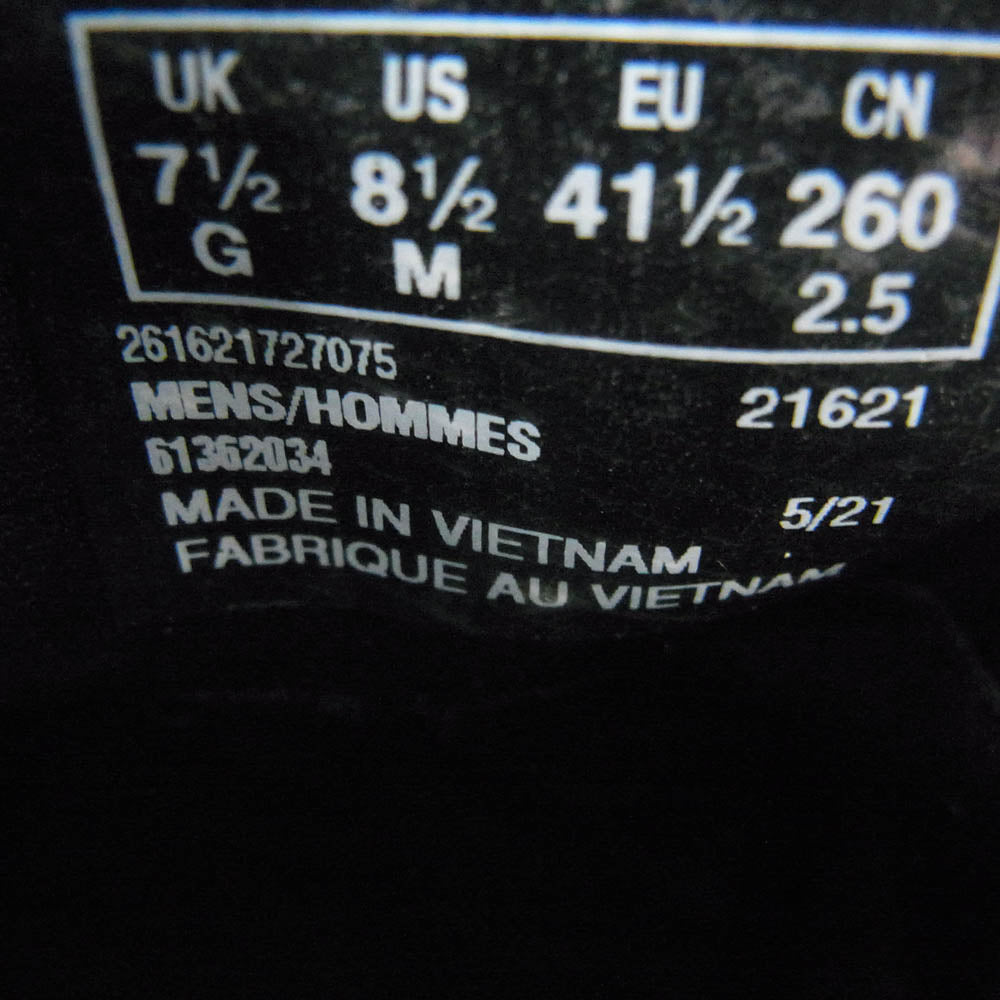 UK US EU CN
7½ 8½ 41½ 260
G M 2.5
261621727075
MENS/HOMMES 21621
61362034
MADE IN VIETNAM 5/21
FABRIQUE AU VIETNAM